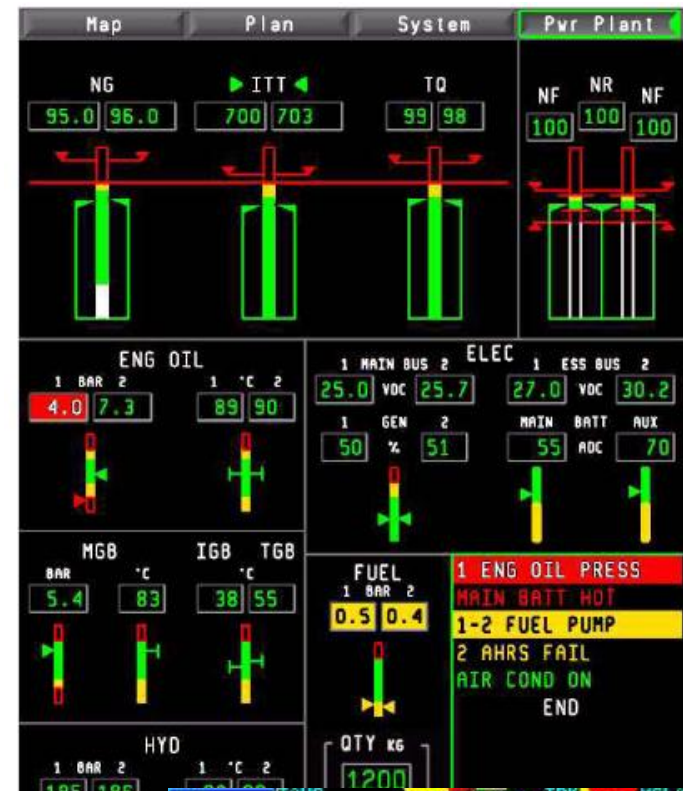 Map Plan System Pwr Plant
NG ITT TQ NF NR NF
95.0 96.0 700 703 99 98 100 100 100
ENG OIL
1 BAR 2 1 °C 2
4.0 7.3 89 90
ELEC
1 MAIN BUS 2 1 ESS BUS 2
25.0 VDC 25.7 27.0 VDC 30.2
1 GEN 2 MAIN BATT AUX
50 % 51 55 ADC 70
MGB IGB TGB
BAR °C °C
5.4 83 38 55
FUEL
1 BAR 2
0.5 0.4
1 ENG OIL PRESS
MAIN BATT HOT
1-2 FUEL PUMP
2 AHRS FAIL
AIR COND ON
END
HYD
1 BAR 2 1 °C 2
QTY KG
1200